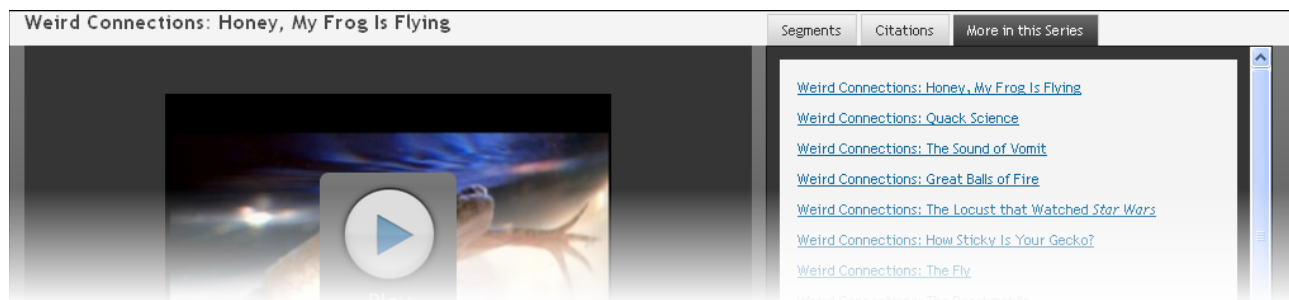 Weird Connections: Honey, My Frog Is Flying
Segments
Citations
More in this Series
Weird Connections: Honey, My Frog Is Flying
Weird Connections: Quack Science
Weird Connections: The Sound of Vomit
Weird Connections: Great Balls of Fire
Weird Connections: The Locust that Watched Star Wars
Weird Connections: How Sticky Is Your Gecko?
Weird Connections: The Fly